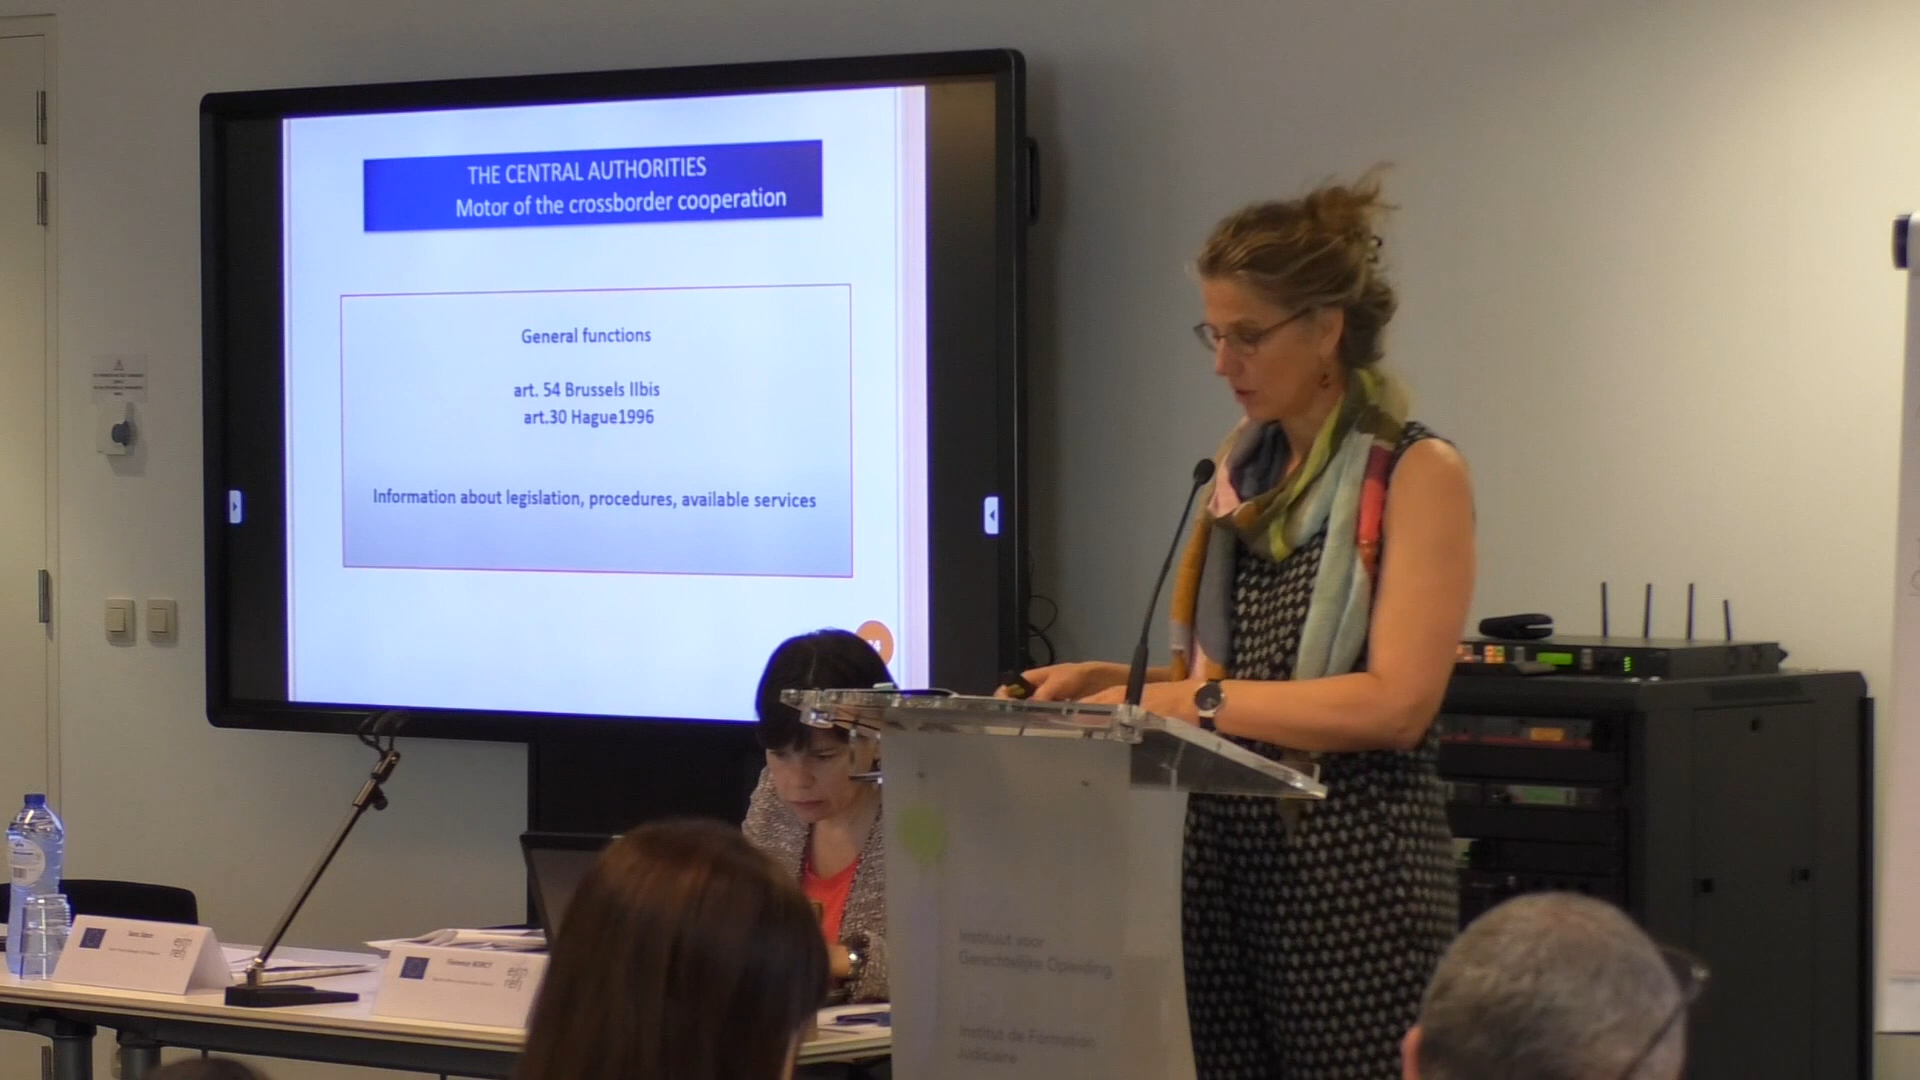 THE CENTRAL AUTHORITIES
Motor of the crossborder cooperation
General functions
art. 54 Brussels IIbis
art.30 Hague1996
Information about legislation, procedures, available services
Instituut voor
Gerechtelijke Opleiding
Institut de Formation
Judiciaire